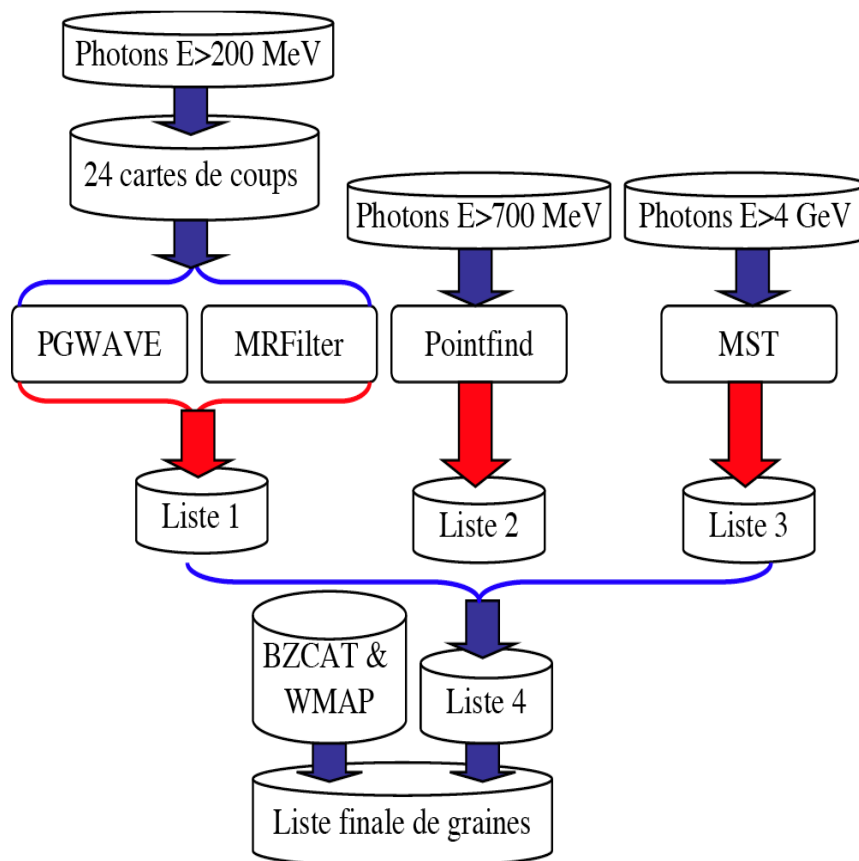 Photons E>200 MeV
24 cartes de coups
Photons E>700 MeV
Photons E>4 GeV
PGWAVE
MRFilter
Pointfind
MST
Liste 1
Liste 2
Liste 3
BZCAT &
WMAP
Liste 4
Liste finale de graines